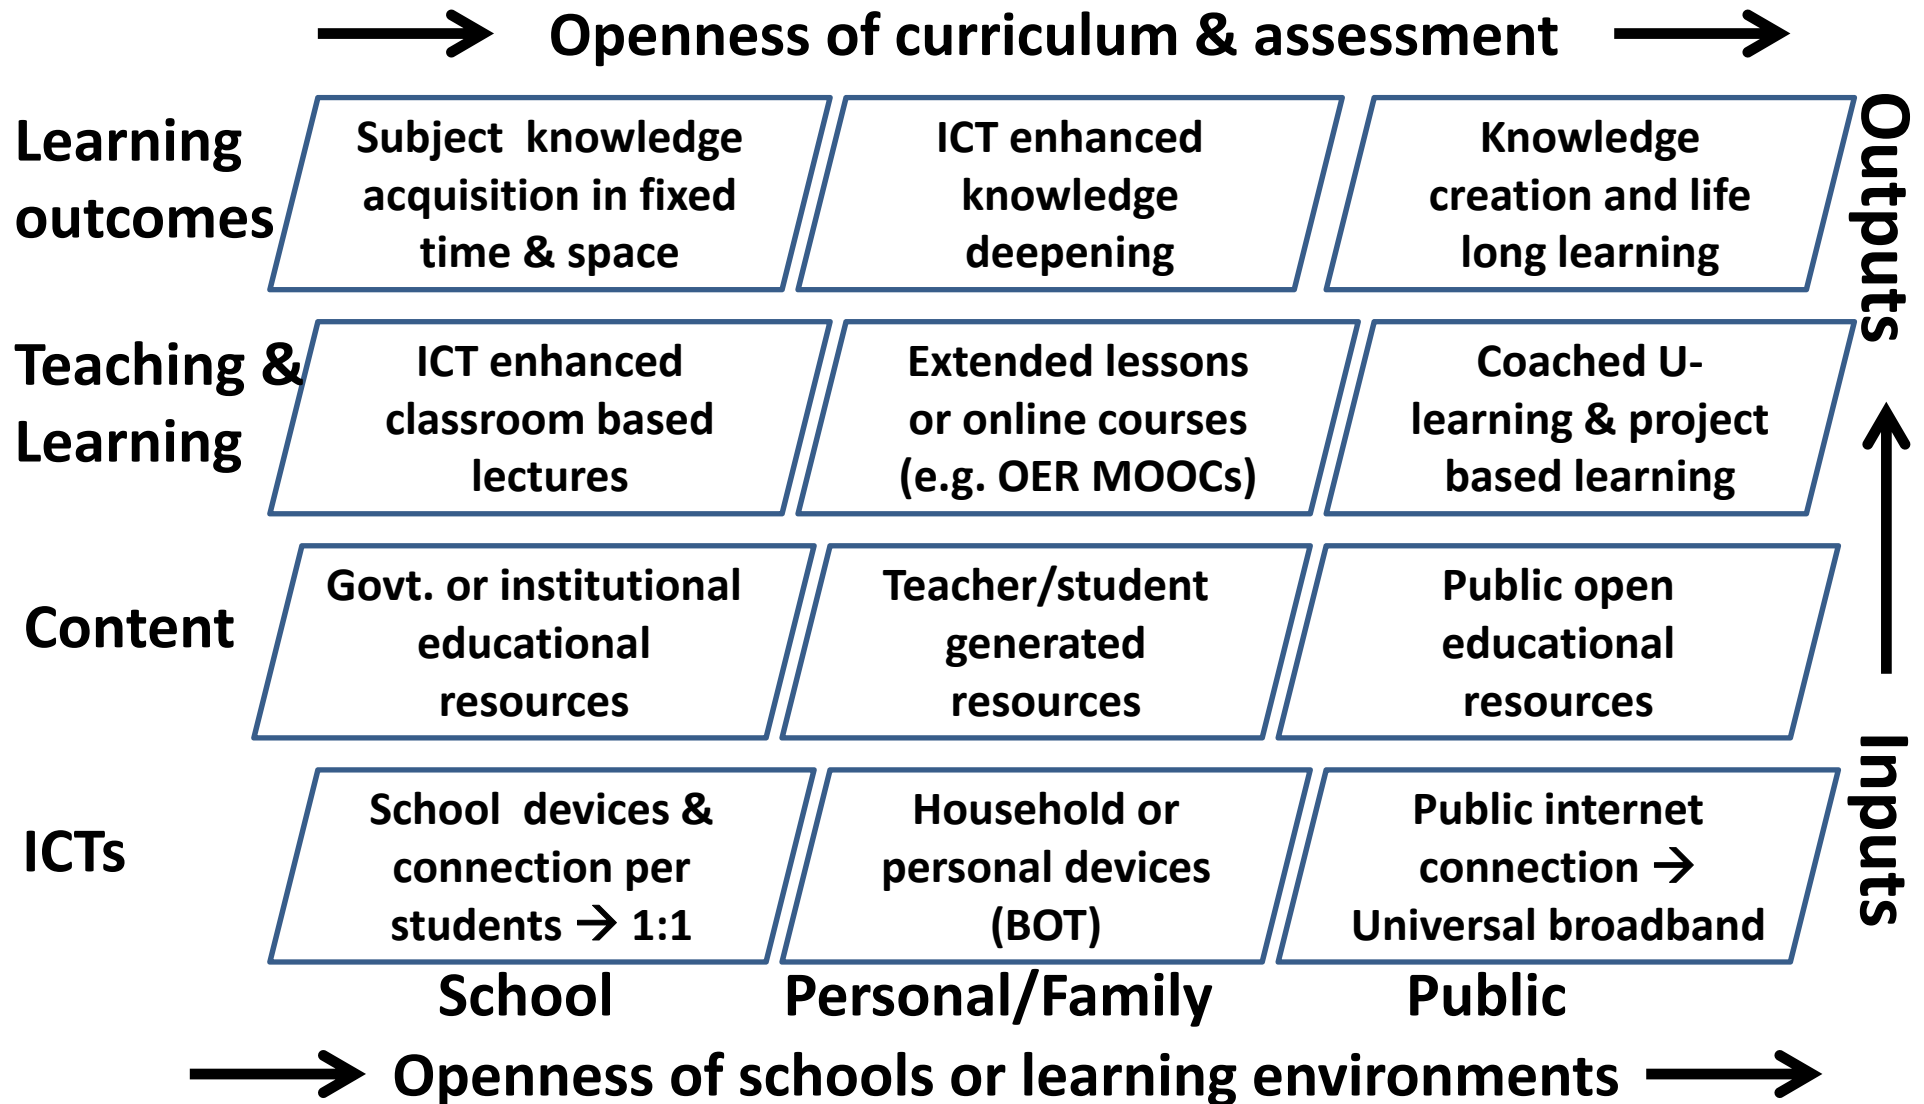 → Openness of curriculum & assessment →
Learning
outcomes
Subject knowledge
acquisition in fixed
time & space
ICT enhanced
knowledge
deepening
Knowledge
creation and life
long learning
Outputs
Teaching &
Learning
ICT enhanced
classroom based
lectures
Extended lessons
or online courses
(e.g. OER MOOCs)
Coached U-
learning & project
based learning
Content
Govt. or institutional
educational
resources
Teacher/student
generated
resources
Public open
educational
resources
Inputs
ICTs
School devices &
connection per
students → 1:1
Household or
personal devices
(BOT)
Public internet
connection →
Universal broadband
School
Personal/Family
Public
→ Openness of schools or learning environments →